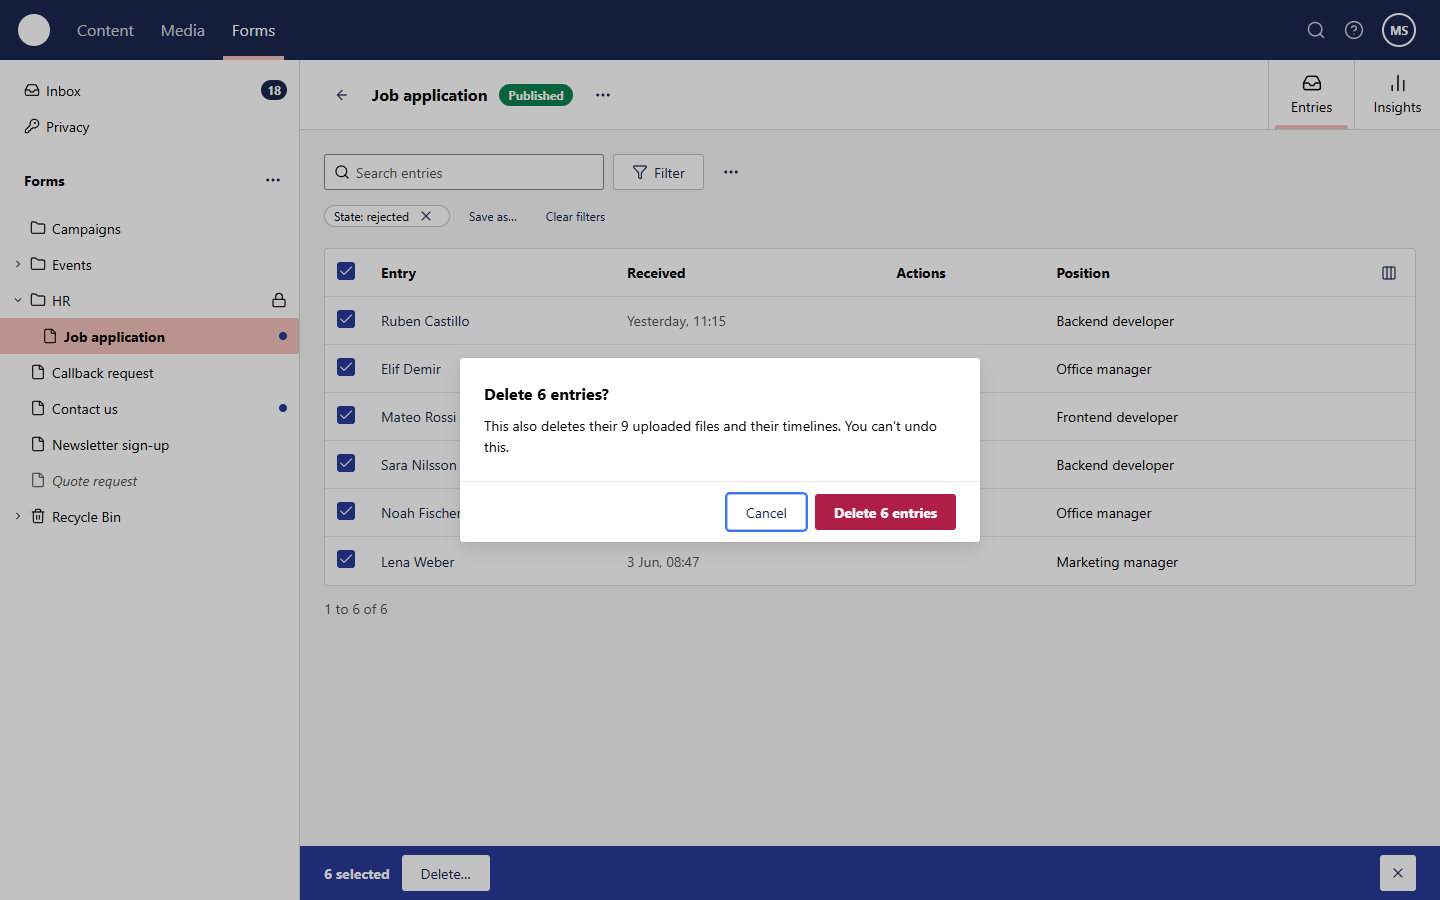 Content
Media
Forms
MS
Inbox
18
Privacy
Forms
Campaigns
Events
HR
Job application
Callback request
Contact us
Newsletter sign-up
Quote request
Recycle Bin
Job application
Published
Entries
Insights
Search entries
Filter
State: rejected
Save as...
Clear filters
Entry
Received
Actions
Position
Ruben Castillo
Yesterday, 11:15
Backend developer
Elif Demir
Office manager
Mateo Rossi
Frontend developer
Sara Nilsson
Backend developer
Noah Fischer
Office manager
Lena Weber
3 Jun, 08:47
Marketing manager
1 to 6 of 6
Delete 6 entries?
This also deletes their 9 uploaded files and their timelines. You can't undo
this.
Cancel
Delete 6 entries
6 selected
Delete...